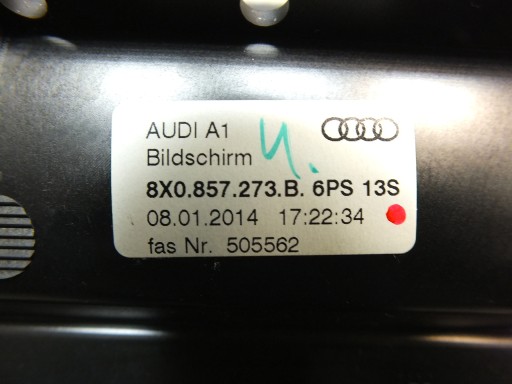 AUDI A1
Bildschirm
8X0.857.273.B. 6PS 13S
08.01.2014 17:22:34
fas Nr. 505562